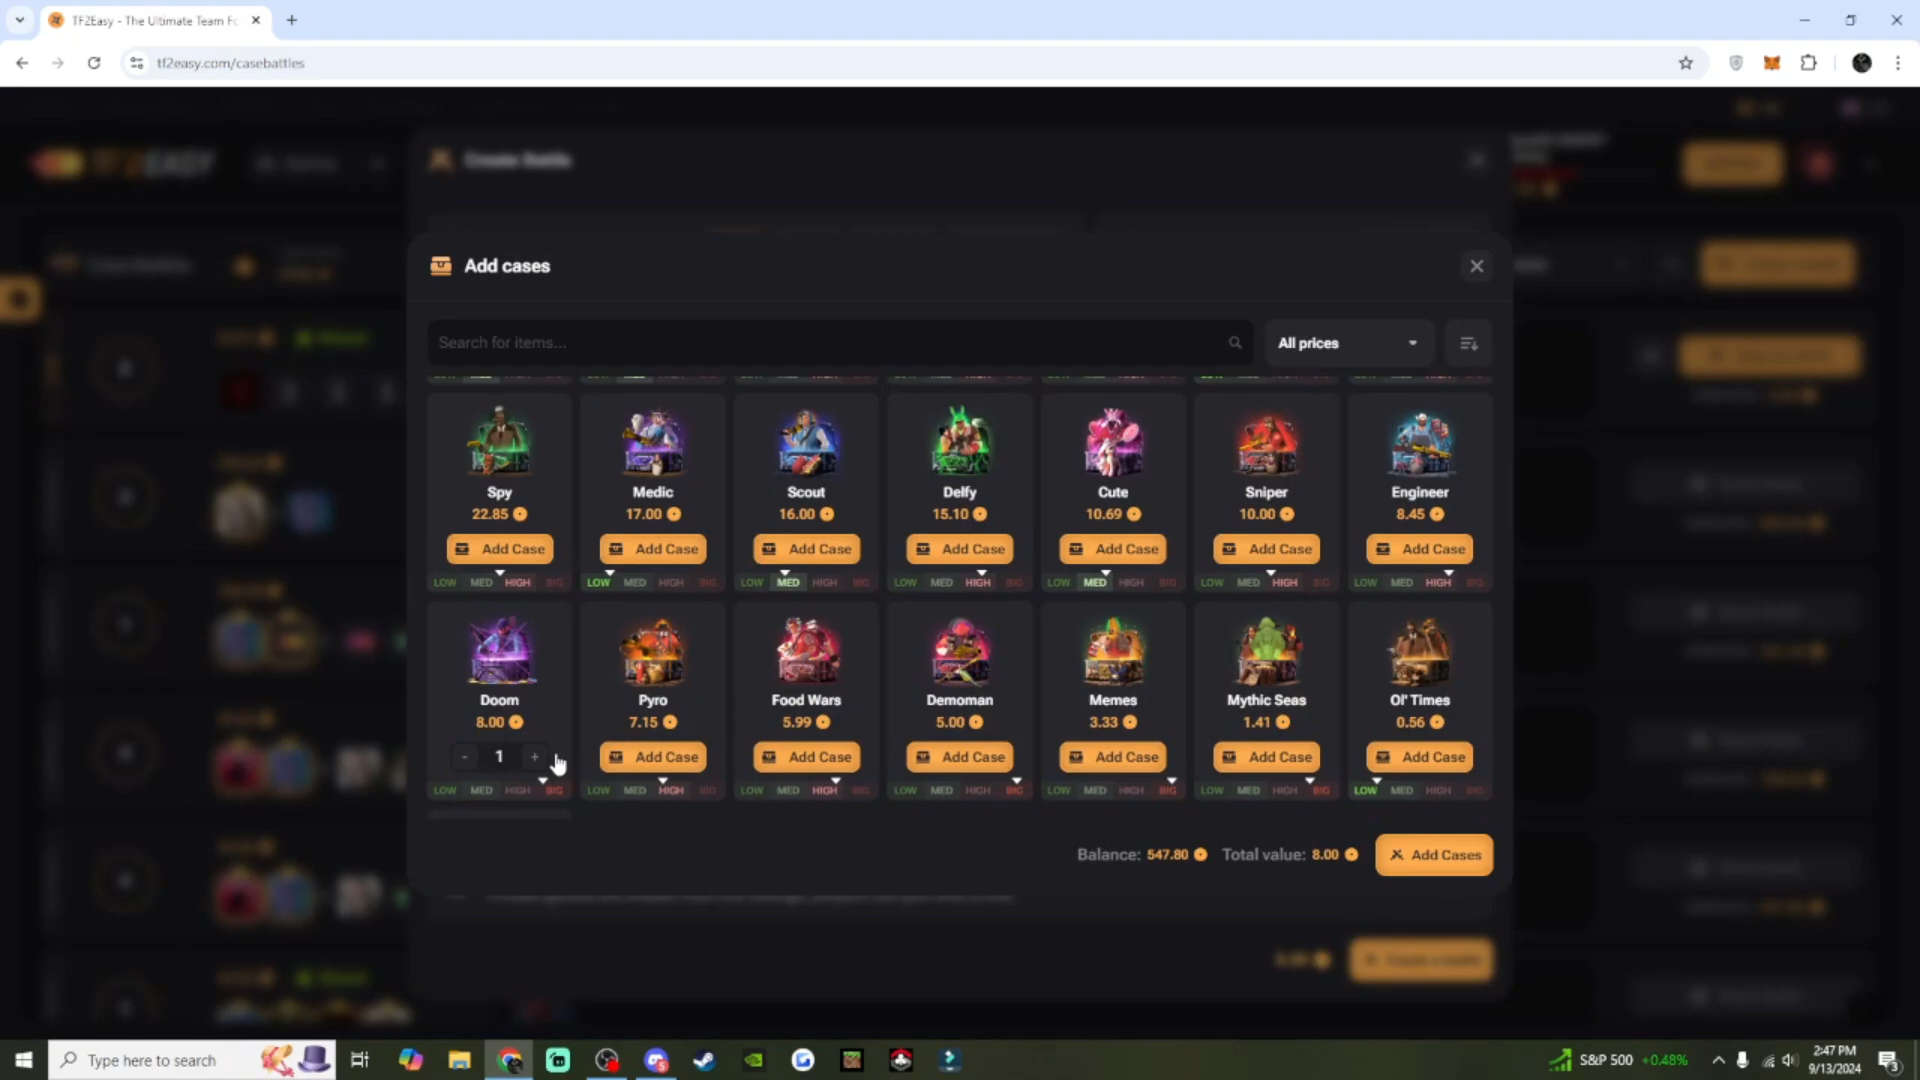 TF2Easy - The Ultimate Team Fo
tf2easy.com/casebattles
TF2EASY
Create Battle
Add cases
Search for items...
All prices
Spy
Medic
Scout
Delfy
Cute
Sniper
Engineer
22.85
17.00
16.00
15.10
10.69
10.00
8.45
Add Case
Add Case
Add Case
Add Case
Add Case
Add Case
Add Case
LOW MED HIGH BIG
LOW MED HIGH BIG
LOW MED HIGH BIG
LOW MED HIGH BIG
LOW MED HIGH BIG
LOW MED HIGH BIG
LOW MED HIGH BIG
Doom
Pyro
Food Wars
Demoman
Memes
Mythic Seas
Ol' Times
8.00
7.15
5.99
5.00
3.33
1.41
0.56
- 1 +
Add Case
Add Case
Add Case
Add Case
Add Case
Add Case
LOW MED HIGH BIG
LOW MED HIGH BIG
LOW MED HIGH BIG
LOW MED HIGH BIG
LOW MED HIGH BIG
LOW MED HIGH BIG
LOW MED HIGH BIG
Balance: 547.80 Total value: 8.00 Add Cases
Type here to search
S&P 500 +0.48%
2:47 PM
9/13/2024
3